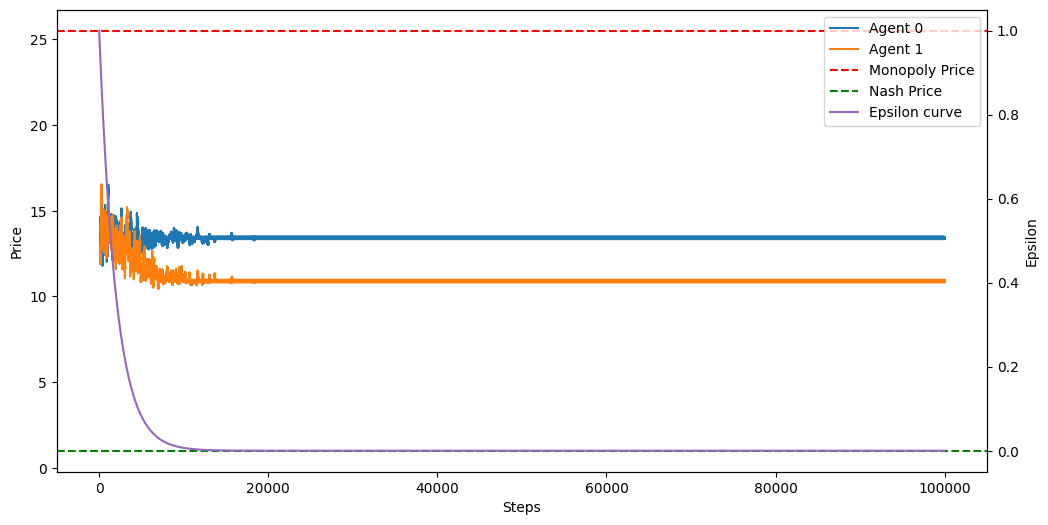 25
20
15
10
5
0
Price
0
20000
40000
60000
80000
100000
Steps
1.0
0.8
0.6
0.4
0.2
0.0
Epsilon
Agent 0
Agent 1
Monopoly Price
Nash Price
Epsilon curve